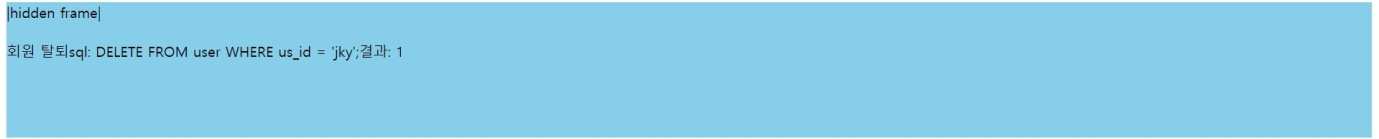 |hidden frame|
회원 탈퇴sql: DELETE FROM user WHERE us_id = 'jky';결과: 1